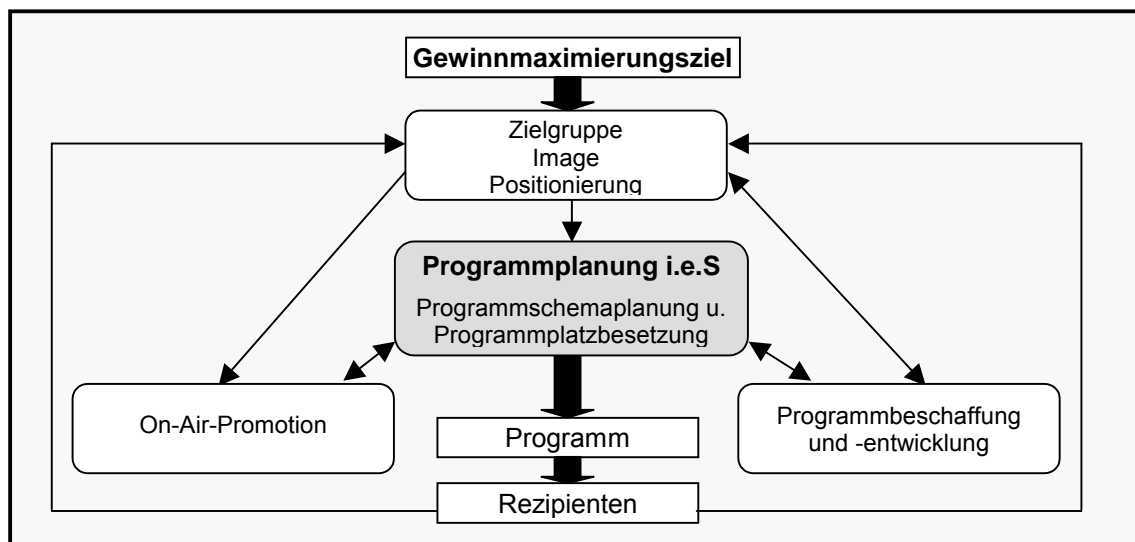 Gewinnmaximierungsziel
Zielgruppe
Image
Positionierung
Programmplanung i.e.S
Programmschemaplanung u.
Programmplatzbesetzung
On-Air-Promotion
Programmbeschaffung
und -entwicklung
Programm
Rezipienten